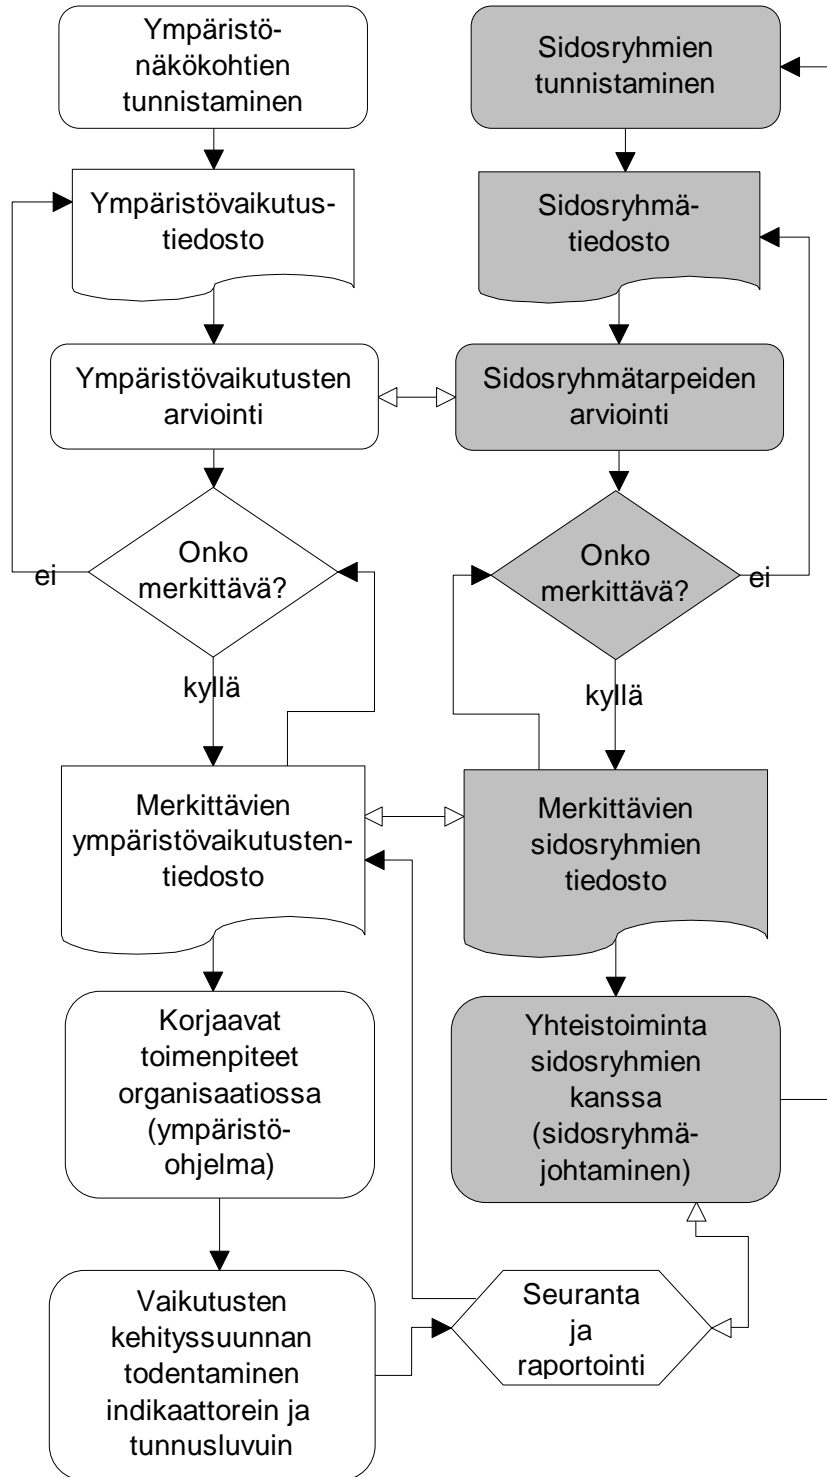 Ympäristö-
näkökohtien
tunnistaminen
Sidosryhmien
tunnistaminen
Ympäristövaikutus-
tiedosto
Sidosryhmä-
tiedosto
Ympäristövaikutusten
arviointi
Sidosryhmätarpeiden
arviointi
Onko
merkittävä?
ei
Onko
merkittävä?
ei
kyllä
kyllä
Merkittävien
ympäristövaikutusten-
tiedosto
Merkittävien
sidosryhmien
tiedosto
Korjaavat
toimenpiteet
organisaatiossa
(ympäristö-
ohjelma)
Yhteistoiminta
sidosryhmien
kanssa
(sidosryhmä-
johtaminen)
Vaikutusten
kehityssuunnan
todentaminen
indikaattorein ja
tunnusluvuin
Seuranta
ja
raportointi